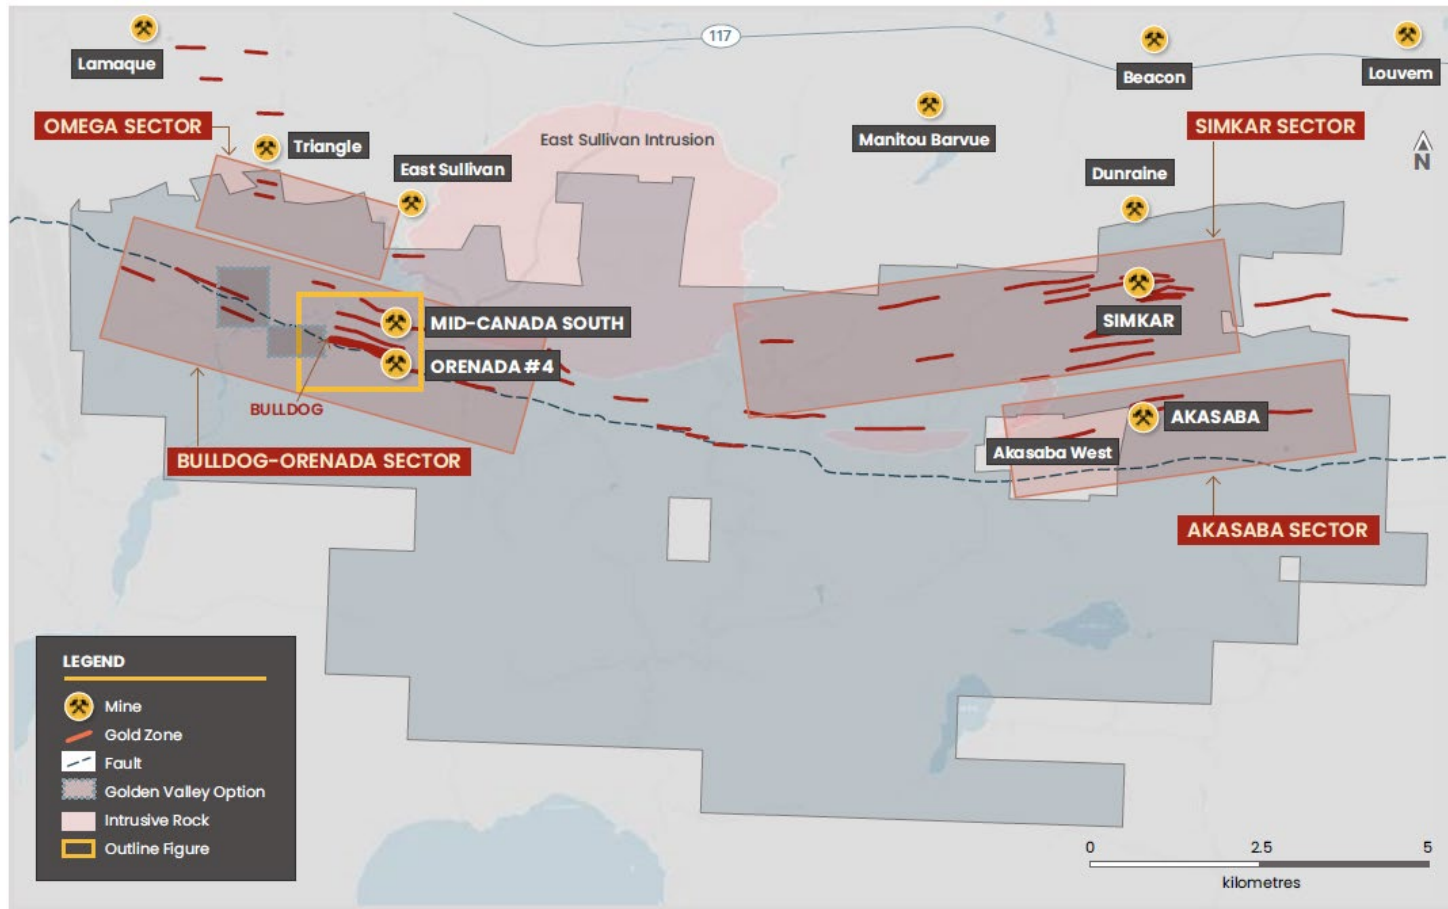 117
Lamaque
Beacon
Louvem
OMEGA SECTOR
Triangle
East Sullivan Intrusion
Manitou Barvue
SIMKAR SECTOR
N
East Sullivan
Dunraine
MID-CANADA SOUTH
SIMKAR
ORENADA #4
BULLDOG
AKASABA
Akasaba West
BULLDOG-ORENADA SECTOR
AKASABA SECTOR
LEGEND
Mine
Gold Zone
Fault
Golden Valley Option
Intrusive Rock
Outline Figure
0 2.5 5
kilometres